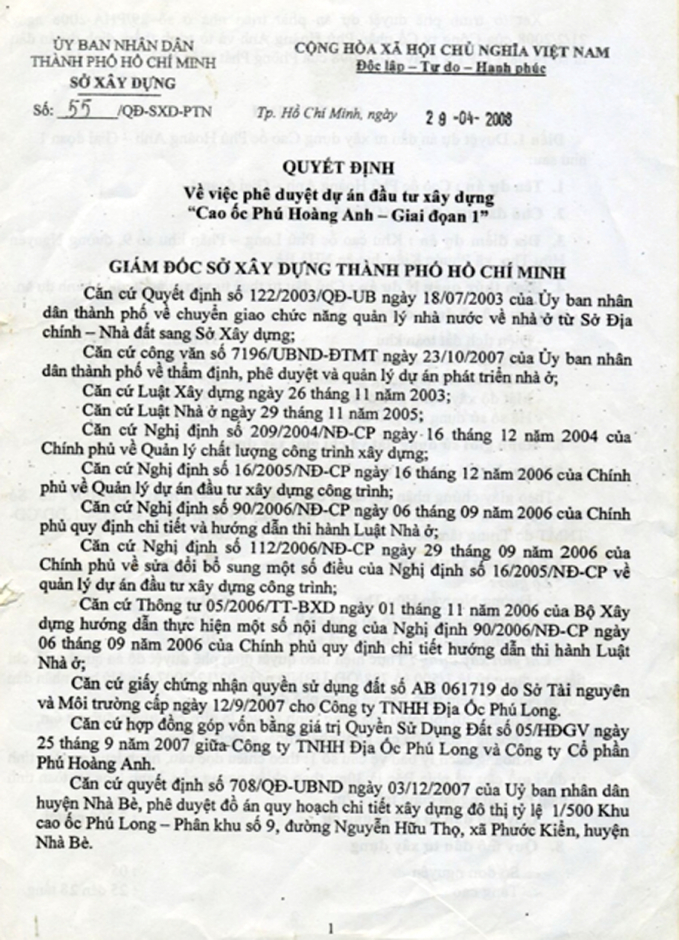 ỦY BAN NHÂN DÂN
THÀNH PHỐ HỒ CHÍ MINH
SỞ XÂY DỰNG
Số: 55 /QĐ-SXD-PTN
CỘNG HÒA XÃ HỘI CHỦ NGHĨA VIỆT NAM
Độc lập – Tự do – Hạnh phúc
Tp. Hồ Chí Minh, ngày 29-04-2008
QUYẾT ĐỊNH
Về việc phê duyệt dự án đầu tư xây dựng
“Cao ốc Phú Hoàng Anh – Giai đọan 1”
GIÁM ĐỐC SỞ XÂY DỰNG THÀNH PHỐ HỒ CHÍ MINH
Căn cứ Quyết định số 122/2003/QĐ-UB ngày 18/07/2003 của Ủy ban nhân
dân thành phố về chuyển giao chức năng quản lý nhà nước về nhà ở từ Sở Địa
chính – Nhà đất sang Sở Xây dựng;
Căn cứ công văn số 7196/UBND-ĐTMT ngày 23/10/2007 của Ủy ban nhân
dân thành phố về thẩm định, phê duyệt và quản lý dự án phát triển nhà ở;
Căn cứ Luật Xây dựng ngày 26 tháng 11 năm 2003;
Căn cứ Luật Nhà ở ngày 29 tháng 11 năm 2005;
Căn cứ Nghị định số 209/2004/NĐ-CP ngày 16 tháng 12 năm 2004 của
Chính phủ về Quản lý chất lượng công trình xây dựng;
Căn cứ Nghị định số 16/2005/NĐ-CP ngày 16 tháng 12 năm 2006 của Chính
phủ về Quản lý dự án đầu tư xây dựng công trình;
Căn cứ Nghị định số 90/2006/NĐ-CP ngày 06 tháng 09 năm 2006 của Chính
phủ quy định chi tiết và hướng dẫn thi hành Luật Nhà ở;
Căn cứ Nghị định số 112/2006/NĐ-CP ngày 29 tháng 09 năm 2006 của
Chính phủ về sửa đổi bổ sung một số điều của Nghị định số 16/2005/NĐ-CP về
quản lý dự án đầu tư xây dựng công trình;
Căn cứ Thông tư 05/2006/TT-BXD ngày 01 tháng 11 năm 2006 của Bộ Xây
dựng hướng dẫn thực hiện một số nội dung của Nghị định 90/2006/NĐ-CP ngày
06 tháng 09 năm 2006 của Chính phủ quy định chi tiết hướng dẫn thi hành Luật
Nhà ở;
Căn cứ giấy chứng nhận quyền sử dụng đất số AB 061719 do Sở Tài nguyên
và Môi trường cấp ngày 12/9/2007 cho Công ty TNHH Địa Ốc Phú Long.
Căn cứ hợp đồng góp vốn bằng giá trị Quyền Sử Dụng Đất số 05/HĐGV ngày
25 tháng 9 năm 2007 giữa Công ty TNHH Địa Ốc Phú Long và Công ty Cổ phần
Phú Hoàng Anh.
Căn cứ quyết định số 708/QĐ-UBND ngày 03/12/2007 của Uỷ ban nhân dân
huyện Nhà Bè, phê duyệt đồ án quy hoạch chi tiết xây dựng đô thị tỷ lệ 1/500 Khu
cao ốc Phú Long – Phân khu số 9, đường Nguyễn Hữu Thọ, xã Phước Kiển, huyện
Nhà Bè.
1